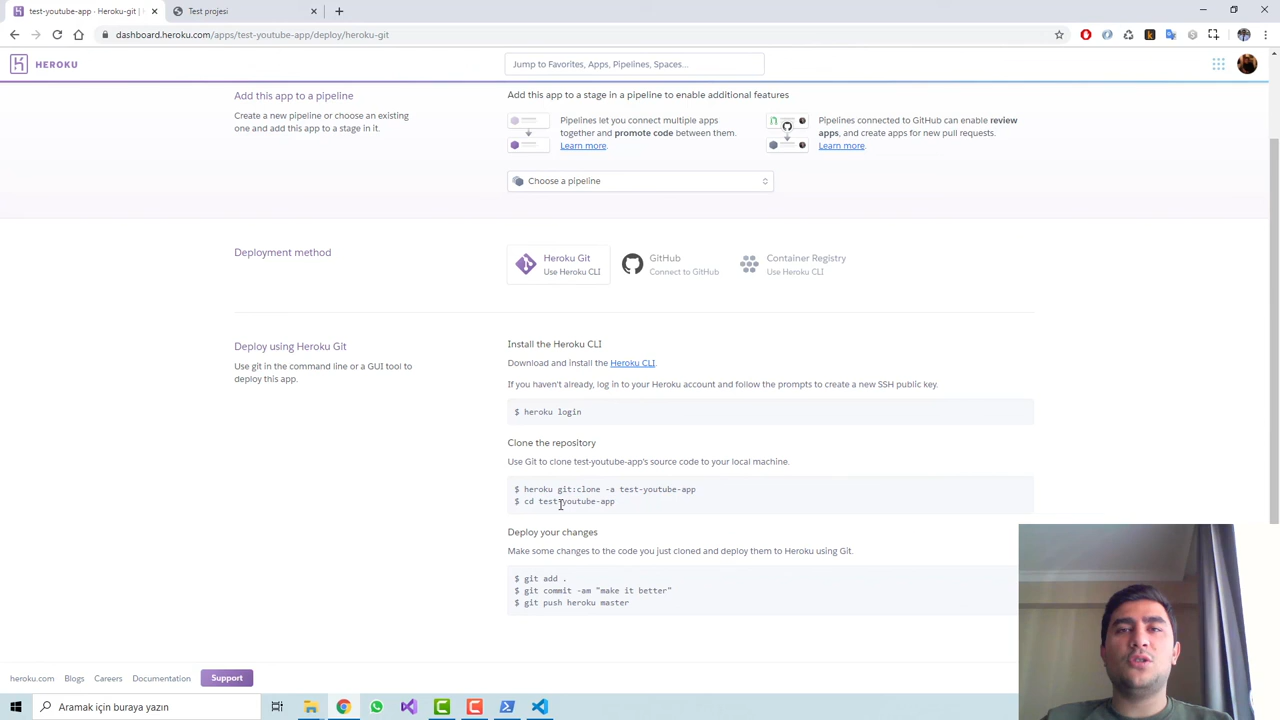 test-youtube-app · Heroku-git |
Test projesi
dashboard.heroku.com/apps/test-youtube-app/deploy/heroku-git
HEROKU
Jump to Favorites, Apps, Pipelines, Spaces...
Add this app to a pipeline
Create a new pipeline or choose an existing
one and add this app to a stage in it.
Add this app to a stage in a pipeline to enable additional features
Pipelines let you connect multiple apps
together and promote code between them.
Learn more.
Pipelines connected to GitHub can enable review
apps, and create apps for new pull requests.
Learn more.
Choose a pipeline
Deployment method
Heroku Git
Use Heroku CLI
GitHub
Connect to GitHub
Container Registry
Use Heroku CLI
Deploy using Heroku Git
Use git in the command line or a GUI tool to
deploy this app.
Install the Heroku CLI
Download and install the Heroku CLI.
If you haven't already, log in to your Heroku account and follow the prompts to create a new SSH public key.
$ heroku login
Clone the repository
Use Git to clone test-youtube-app's source code to your local machine.
$ heroku git:clone -a test-youtube-app
$ cd test-youtube-app
Deploy your changes
Make some changes to the code you just cloned and deploy them to Heroku using Git.
$ git add .
$ git commit -am "make it better"
$ git push heroku master
heroku.com
Blogs
Careers
Documentation
Support
Aramak için buraya yazın